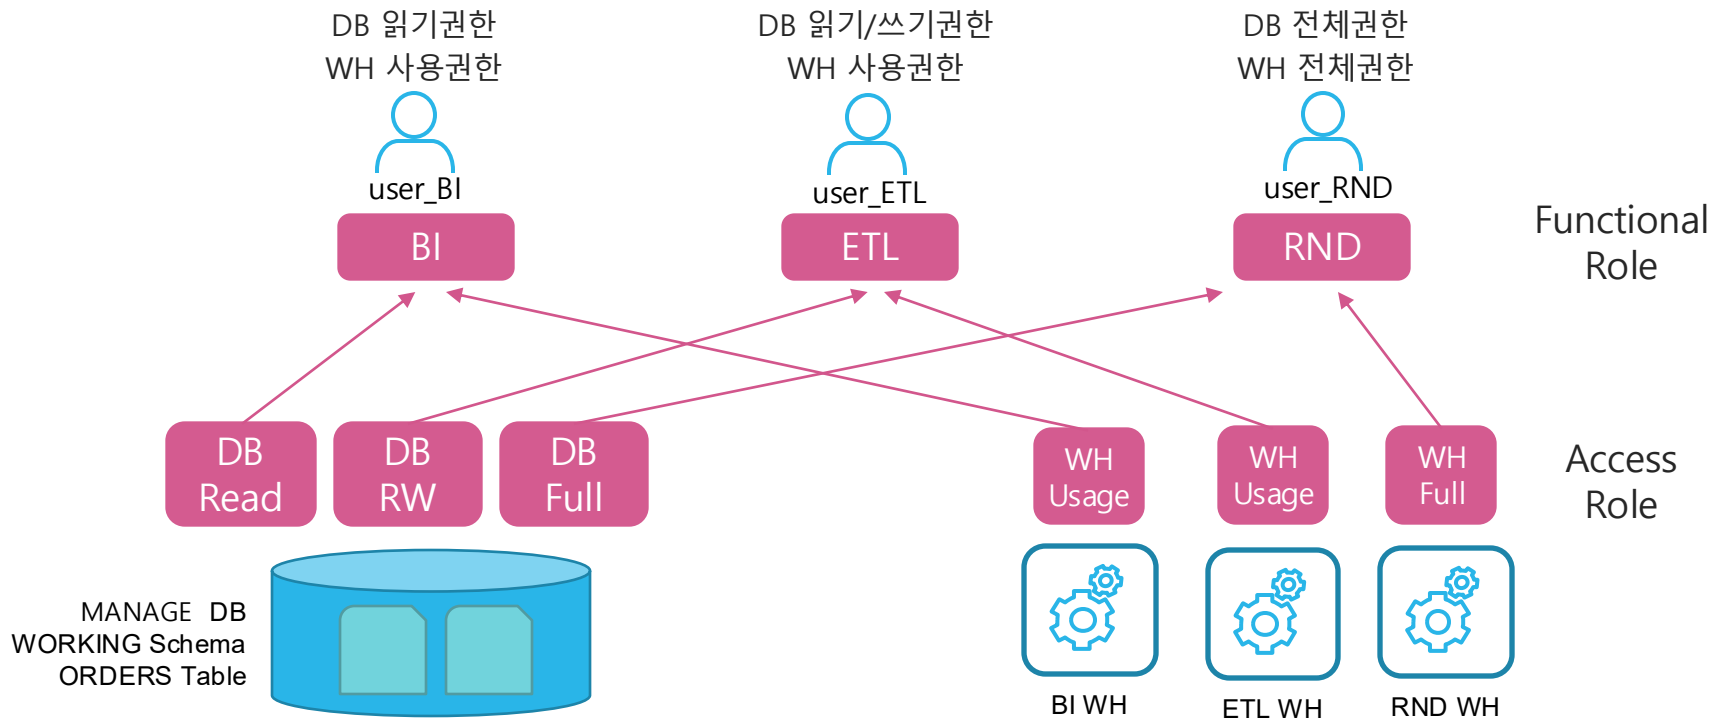 DB 읽기권한
WH 사용권한
user_BI
BI
DB 읽기/쓰기권한
WH 사용권한
user_ETL
ETL
DB 전체권한
WH 전체권한
user_RND
RND
Functional
Role
DB
Read
DB
RW
DB
Full
WH
Usage
WH
Usage
WH
Full
Access
Role
MANAGE DB
WORKING Schema
ORDERS Table
BI WH
ETL WH
RND WH